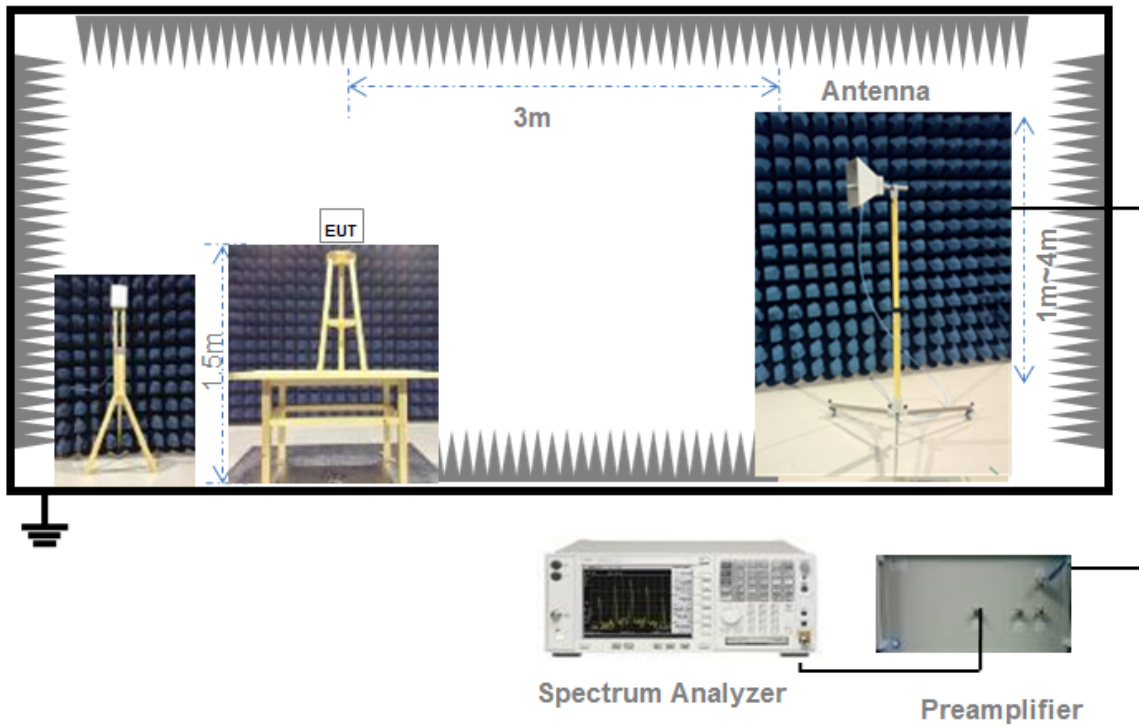 Antenna
3m
EUT
1.5m
1m~4m
Spectrum Analyzer
Preamplifier